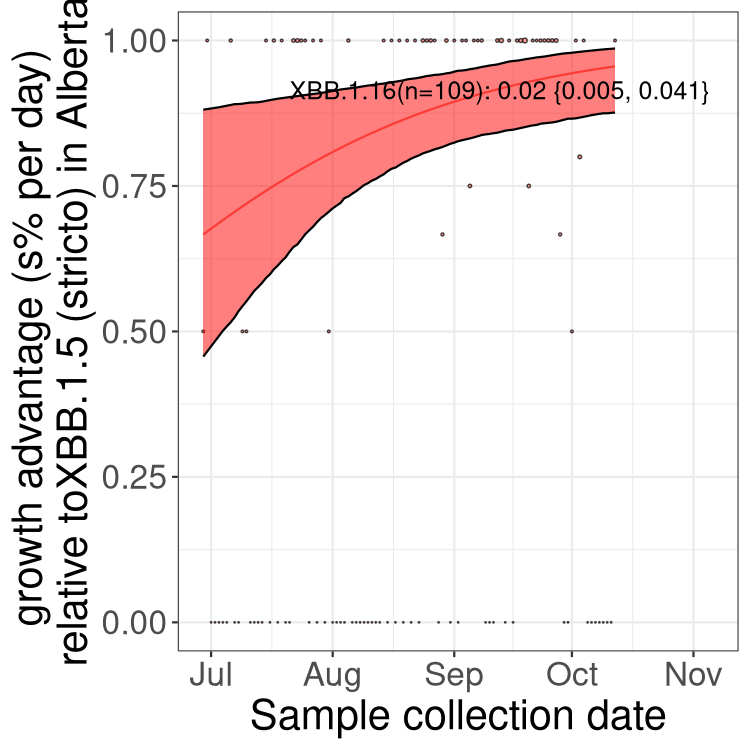 growth advantage (s% per day)
relative toXBB.1.5 (stricto) in Alberta
1.00
0.75
0.50
0.25
0.00
XBB.1.16(n=109): 0.02 {0.005, 0.041}
Jul Aug Sep Oct Nov
Sample collection date